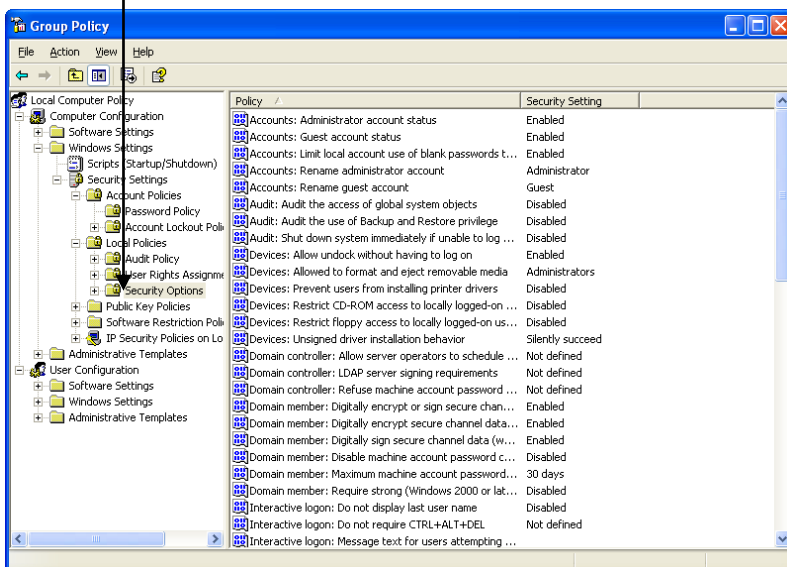 Group Policy
File Action View Help
Local Computer Policy
Computer Configuration
Software Settings
Windows Settings
Scripts (Startup/Shutdown)
Security Settings
Account Policies
Password Policy
Account Lockout Poli
Local Policies
Audit Policy
User Rights Assignme
Security Options
Public Key Policies
Software Restriction Poli
IP Security Policies on Lo
Administrative Templates
User Configuration
Software Settings
Windows Settings
Administrative Templates
Policy Security Setting
Accounts: Administrator account status Enabled
Accounts: Guest account status Enabled
Accounts: Limit local account use of blank passwords t... Enabled
Accounts: Rename administrator account Administrator
Accounts: Rename guest account Guest
Audit: Audit the access of global system objects Disabled
Audit: Audit the use of Backup and Restore privilege Disabled
Audit: Shut down system immediately if unable to log ... Disabled
Devices: Allow undock without having to log on Enabled
Devices: Allowed to format and eject removable media Administrators
Devices: Prevent users from installing printer drivers Disabled
Devices: Restrict CD-ROM access to locally logged-on ... Disabled
Devices: Restrict floppy access to locally logged-on us... Disabled
Devices: Unsigned driver installation behavior Silently succeed
Domain controller: Allow server operators to schedule ... Not defined
Domain controller: LDAP server signing requirements Not defined
Domain controller: Refuse machine account password ... Not defined
Domain member: Digitally encrypt or sign secure chan... Enabled
Domain member: Digitally encrypt secure channel data... Enabled
Domain member: Digitally sign secure channel data (w... Enabled
Domain member: Disable machine account password c... Disabled
Domain member: Maximum machine account password... 30 days
Domain member: Require strong (Windows 2000 or lat... Disabled
Interactive logon: Do not display last user name Disabled
Interactive logon: Do not require CTRL+ALT+DEL Not defined
Interactive logon: Message text for users attempting ...